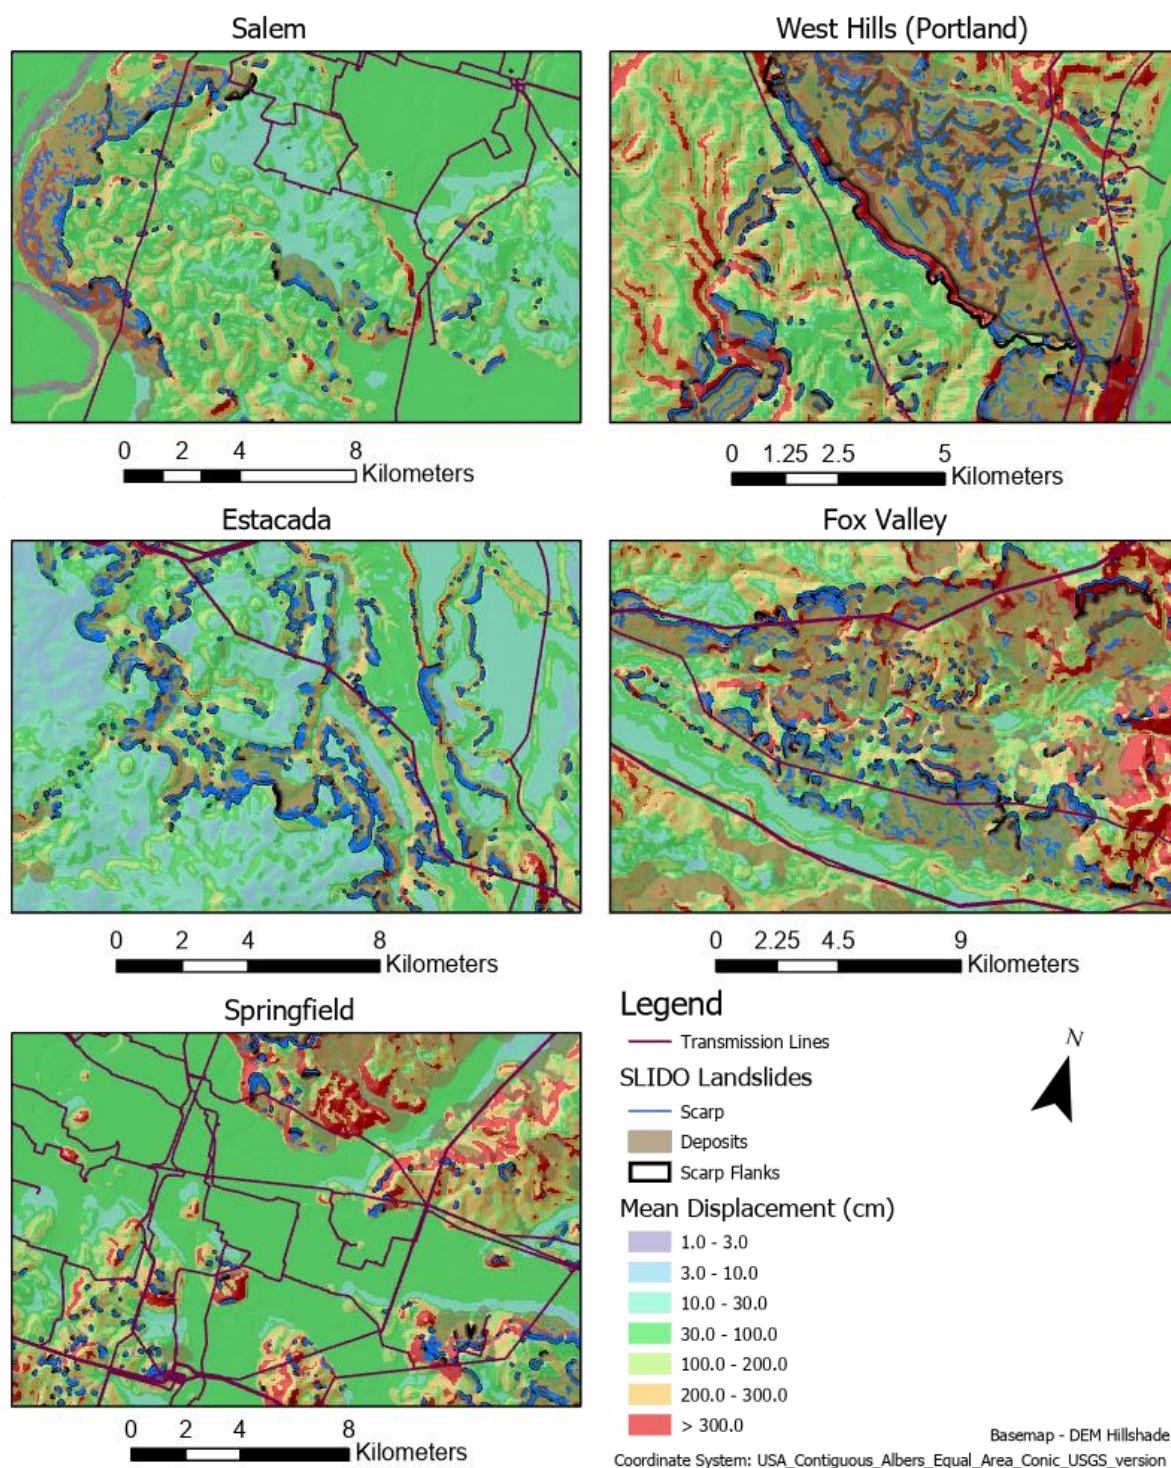 Salem
West Hills (Portland)
0 2 4 8
Kilometers
0 1.25 2.5 5
Kilometers
Estacada
Fox Valley
0 2 4 8
Kilometers
0 2.25 4.5 9
Kilometers
Springfield
0 2 4 8
Kilometers
Legend
Transmission Lines
SLIDO Landslides
Scarp
Deposits
Scarp Flanks
Mean Displacement (cm)
1.0 - 3.0
3.0 - 10.0
10.0 - 30.0
30.0 - 100.0
100.0 - 200.0
200.0 - 300.0
> 300.0
N
Basemap - DEM Hillshade
Coordinate System: USA_Contiguous_Albers_Equal_Area_Conic_USGS_version